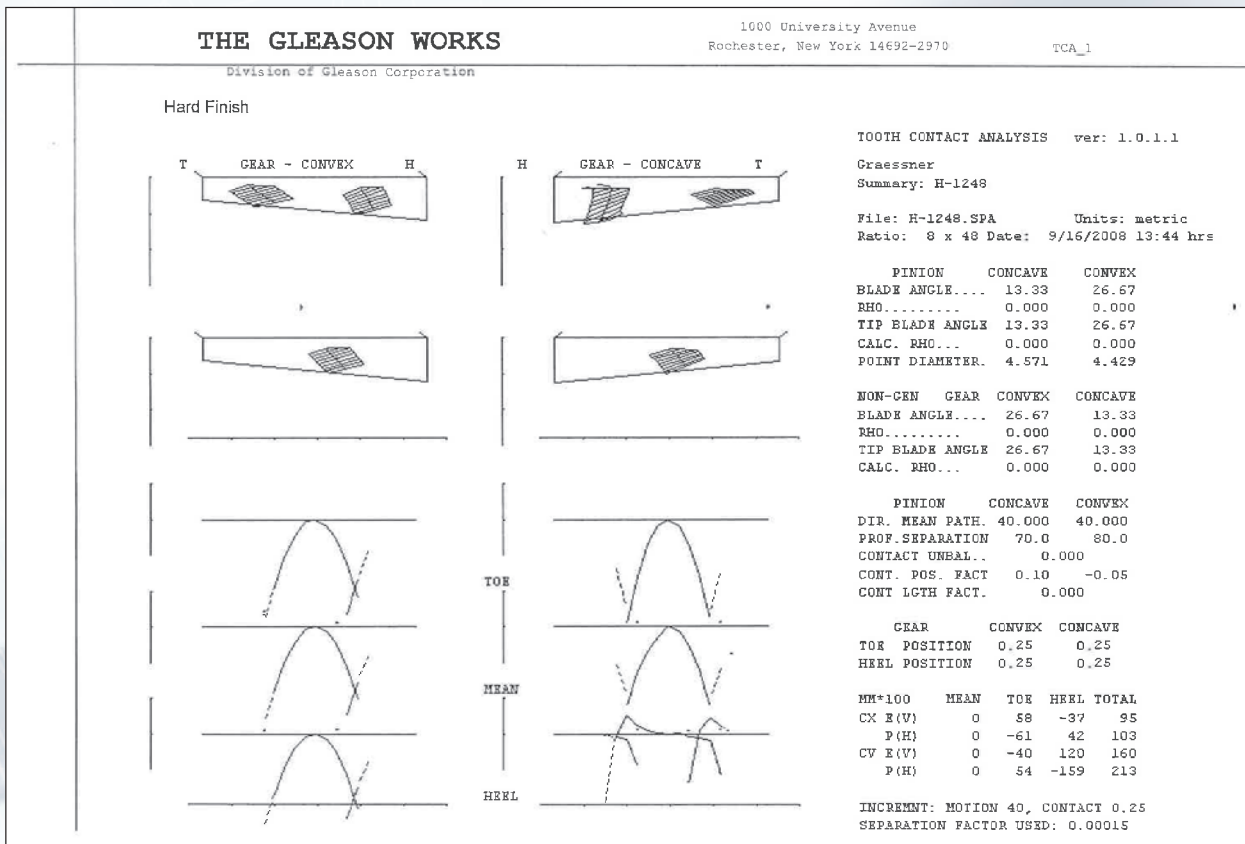 THE GLEASON WORKS
1000 University Avenue
Rochester, New York 14692-2970
TCA_1
Division of Gleason Corporation
Hard Finish
T GEAR - CONVEX H
H GEAR - CONCAVE T
TOE
MEAN
HEEL
TOOTH CONTACT ANALYSIS ver: 1.0.1.1
Graessner
Summary: H-1248
File: H-1248.SPA Units: metric
Ratio: 8 x 48 Date: 9/16/2008 13:44 hrs
PINION CONCAVE CONVEX
BLADE ANGLE.... 13.33 26.67
RHO......... 0.000 0.000
TIP BLADE ANGLE 13.33 26.67
CALC. RHO... 0.000 0.000
POINT DIAMETER. 4.571 4.429
NON-GEN GEAR CONVEX CONCAVE
BLADE ANGLE.... 26.67 13.33
RHO......... 0.000 0.000
TIP BLADE ANGLE 26.67 13.33
CALC. RHO... 0.000 0.000
PINION CONCAVE CONVEX
DIR. MEAN PATH. 40.000 40.000
PROF.SEPARATION 70.0 80.0
CONTACT UNBAL.. 0.000
CONT. POS. FACT 0.10 -0.05
CONT LGTH FACT. 0.000
GEAR CONVEX CONCAVE
TOE POSITION 0.25 0.25
HEEL POSITION 0.25 0.25
MM*100 MEAN TOE HEEL TOTAL
CX E(V) 0 58 -37 95
P(H) 0 -61 42 103
CV E(V) 0 -40 120 160
P(H) 0 54 -159 213
INCREMNT: MOTION 40, CONTACT 0.25
SEPARATION FACTOR USED: 0.00015